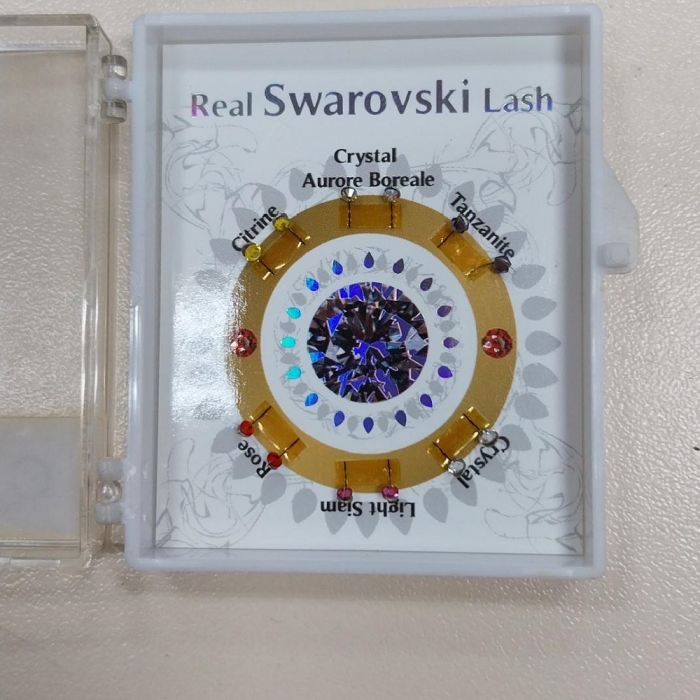 Real Swarovski Lash
Crystal
Aurore Boreale
Citrine
Tanzanite
Rose
Crystal
Light Siam